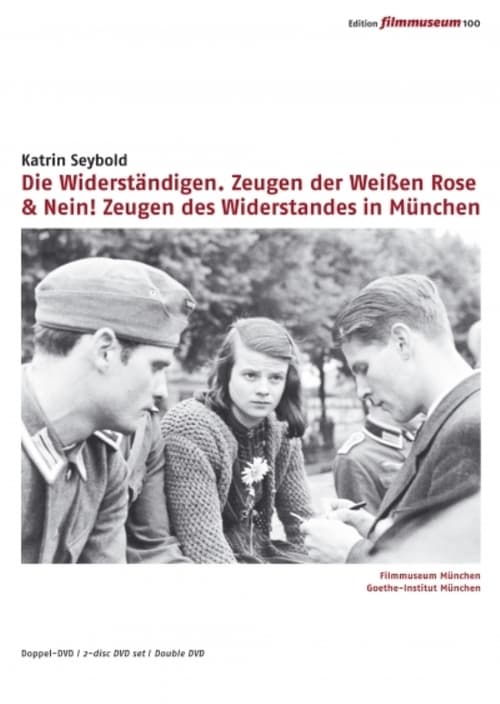 Edition filmmuseum 100
Katrin Seybold
Die Widerständigen. Zeugen der Weißen Rose
& Nein! Zeugen des Widerstandes in München
Filmmuseum München
Goethe-Institut München
Doppel-DVD / 2-disc DVD set / Double DVD